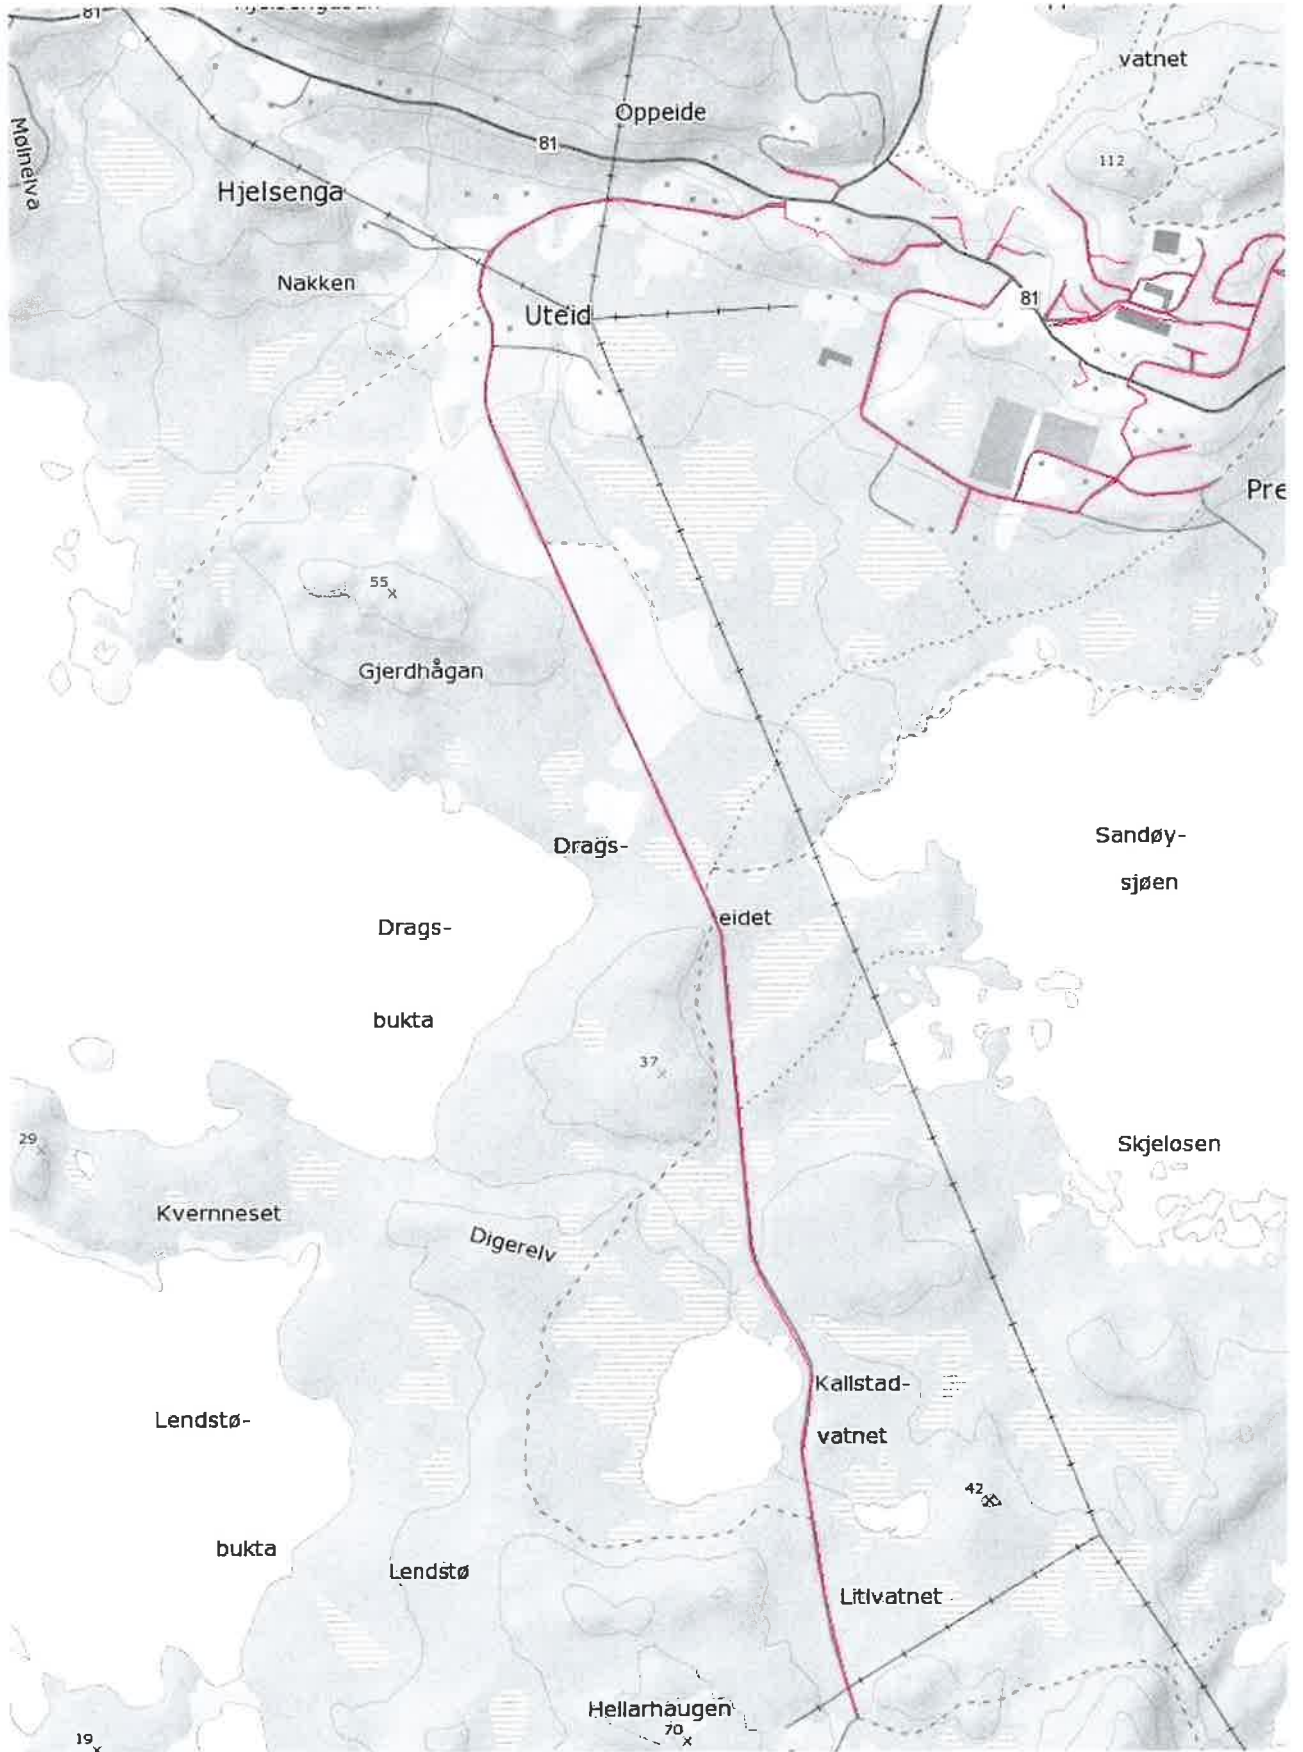 81
vatnet
Oppeide
81
112
Mølnelva
Hjelsenga
Nakken
81
Uteid
Pre
55
Gjerdhågan
Sandøy-
Drags-
sjøen
eidet
Drags-
bukta
37
29
Skjelosen
Kvernneset
Digerelv
Kallstad-
Lendstø-
vatnet
42
bukta
Lendstø
Litlvatnet
Hellarhaugen
70
19